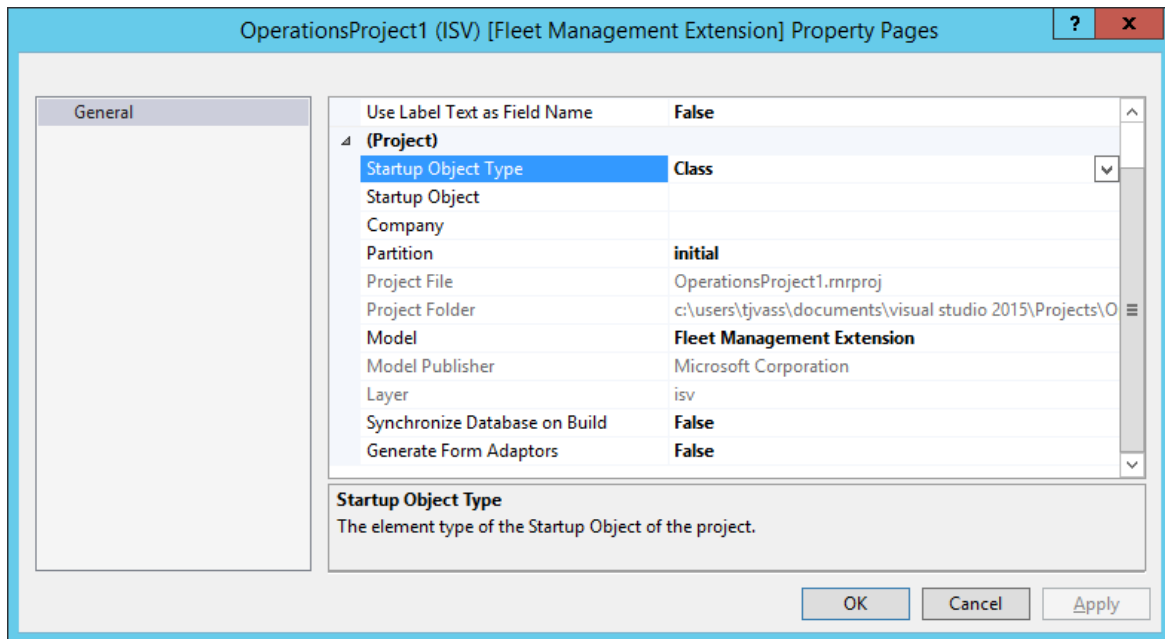 OperationsProject1 (ISV) [Fleet Management Extension] Property Pages
? x
General
Use Label Text as Field Name False
(Project)
Startup Object Type Class
Startup Object
Company
Partition initial
Project File OperationsProject1.rnrproj
Project Folder c:\users\tjvass\documents\visual studio 2015\Projects\O
Model Fleet Management Extension
Model Publisher Microsoft Corporation
Layer isv
Synchronize Database on Build False
Generate Form Adaptors False
Startup Object Type
The element type of the Startup Object of the project.
OK Cancel Apply